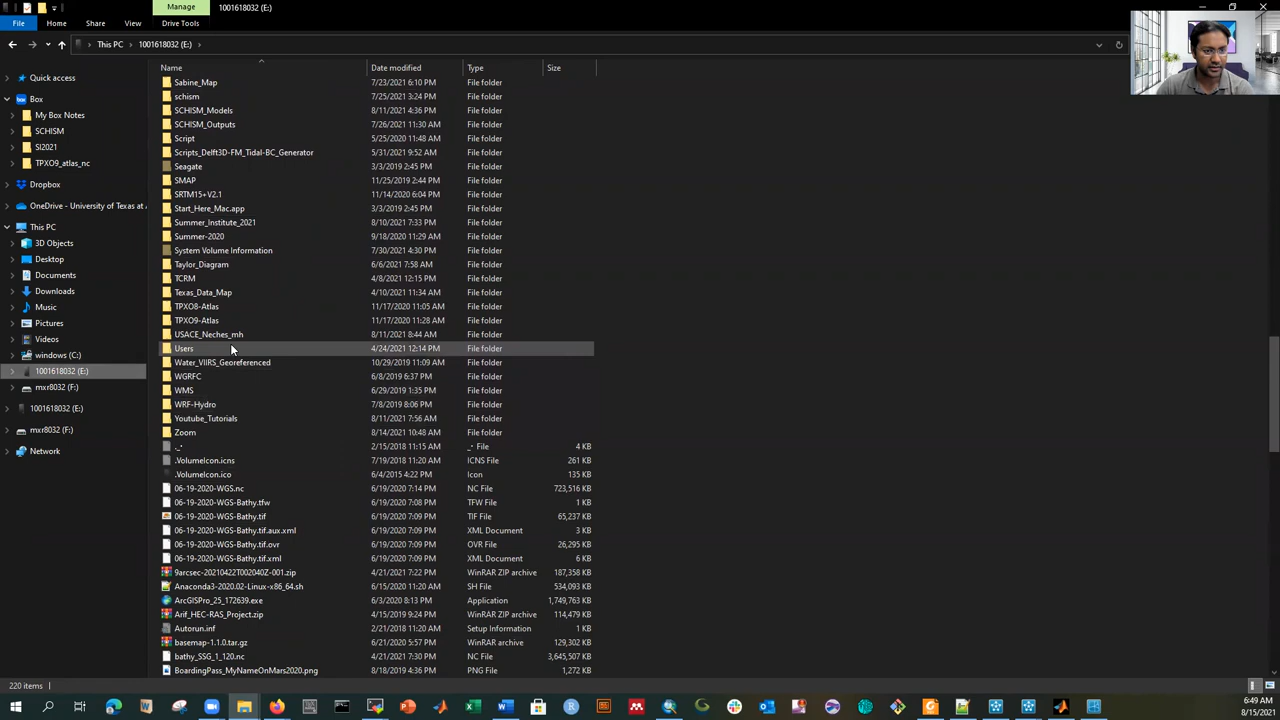 Manage
1001618032 (E:)
File
Home
Share
View
Drive Tools
This PC
1001618032 (E:)
Name
Date modified
Type
Size
Quick access
Box
My Box Notes
SCHISM
SI2021
TPXO9_atlas_nc
Dropbox
OneDrive - University of Texas at A
This PC
3D Objects
Desktop
Documents
Downloads
Music
Pictures
Videos
windows (C:)
1001618032 (E:)
mxr8032 (F:)
1001618032 (E:)
mxr8032 (F:)
Network
Sabine_Map 7/23/2021 6:10 PM File folder
schism 7/25/2021 3:24 PM File folder
SCHISM_Models 8/11/2021 4:36 PM File folder
SCHISM_Outputs 7/26/2021 11:30 AM File folder
Script 5/25/2020 11:48 AM File folder
Scripts_Delft3D-FM_Tidal-BC_Generator 5/31/2021 9:52 AM File folder
Seagate 3/3/2019 2:45 PM File folder
SMAP 11/25/2019 2:44 PM File folder
SRTM15+V2.1 11/14/2020 6:04 PM File folder
Start_Here_Mac.app 3/3/2019 2:45 PM File folder
Summer_Institute_2021 8/10/2021 7:33 PM File folder
Summer-2020 9/18/2020 11:29 AM File folder
System Volume Information 7/30/2021 4:30 PM File folder
Taylor_Diagram 6/6/2021 7:58 AM File folder
TCRM 4/8/2021 12:15 PM File folder
Texas_Data_Map 4/10/2021 11:34 AM File folder
TPXO8-Atlas 11/17/2020 11:05 AM File folder
TPXO9-Atlas 11/17/2020 11:28 AM File folder
USACE_Neches_mh 8/11/2021 8:44 AM File folder
Users 4/24/2021 12:14 PM File folder
Water_VIIRS_Georeferenced 10/29/2019 11:09 AM File folder
WGRFC 6/8/2019 6:37 PM File folder
WMS 6/29/2019 1:35 PM File folder
WRF-Hydro 7/8/2019 8:06 PM File folder
Youtube_Tutorials 8/11/2021 7:56 AM File folder
Zoom 8/14/2021 10:48 AM File folder
._• 2/15/2018 11:15 AM _• File 4 KB
.VolumeIcon.icns 7/19/2018 11:20 AM ICNS File 261 KB
.VolumeIcon.ico 6/4/2015 4:22 PM Icon 135 KB
06-19-2020-WGS.nc 6/19/2020 7:14 PM NC File 723,516 KB
06-19-2020-WGS-Bathy.tfw 6/19/2020 7:08 PM TFW File 1 KB
06-19-2020-WGS-Bathy.tif 6/19/2020 7:09 PM TIF File 65,237 KB
06-19-2020-WGS-Bathy.tif.aux.xml 6/19/2020 7:09 PM XML Document 3 KB
06-19-2020-WGS-Bathy.tif.ovr 6/19/2020 7:09 PM OVR File 26,295 KB
06-19-2020-WGS-Bathy.tif.xml 6/19/2020 7:09 PM XML Document 6 KB
9arcsec-20210422T002040Z-001.zip 4/21/2021 7:22 PM WinRAR ZIP archive 187,358 KB
Anaconda3-2020.02-Linux-x86_64.sh 6/15/2020 11:20 AM SH File 534,093 KB
ArcGISPro_25_172639.exe 6/3/2020 8:13 PM Application 1,749,763 KB
Arif_HEC-RAS_Project.zip 4/15/2019 9:24 PM WinRAR ZIP archive 114,479 KB
Autorun.inf 2/21/2018 11:20 AM Setup Information 1 KB
basemap-1.1.0.tar.gz 6/21/2020 5:57 PM WinRAR archive 129,302 KB
bathy_SSG_1_120.nc 4/21/2021 7:30 PM NC File 3,645,507 KB
BoardingPass_MyNameOnMars2020.png 8/18/2019 4:36 PM PNG File 1,272 KB
220 items
6:49 AM
8/15/2021